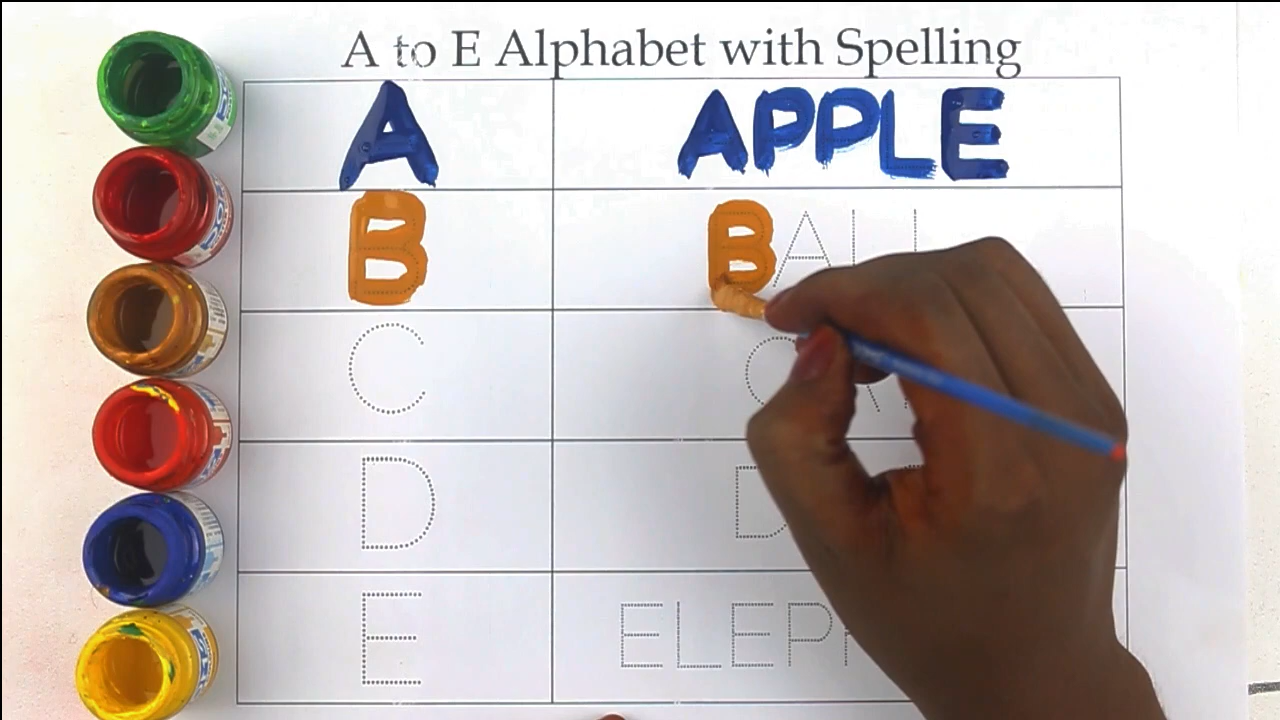 A to E Alphabet with Spelling
A APPLE
B BALL
C
D
E